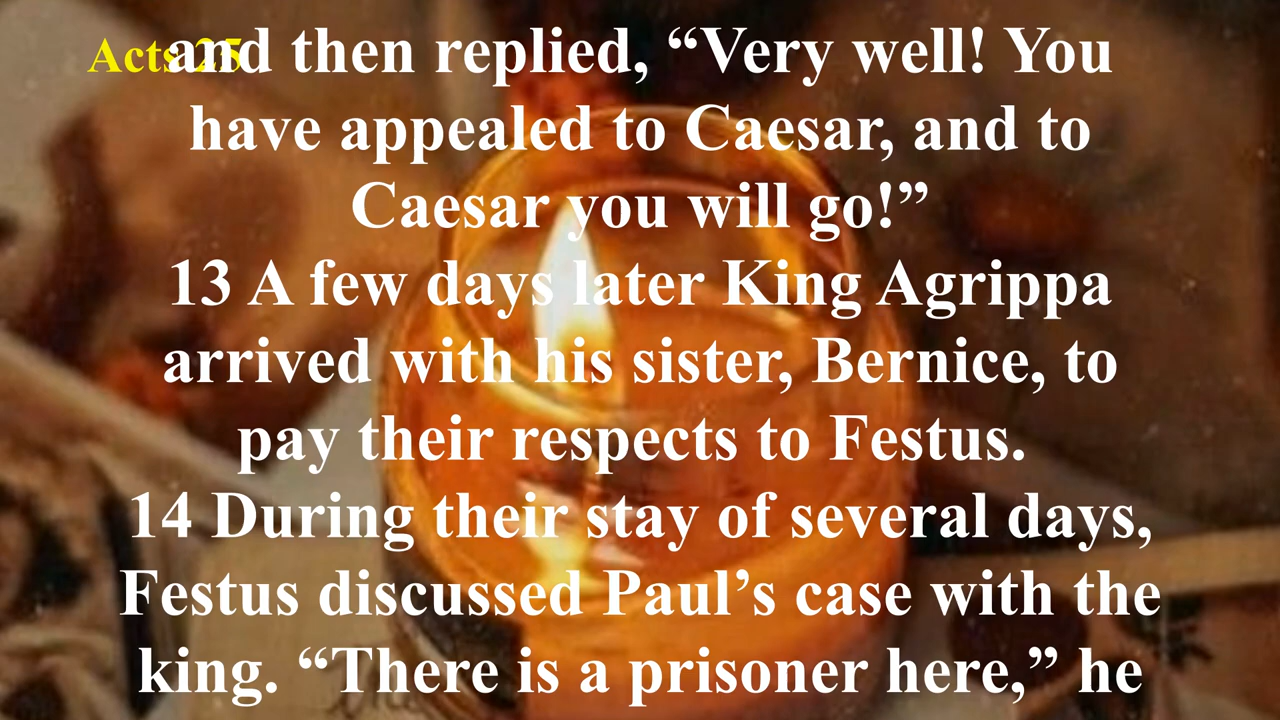 Acts 25
and then replied, “Very well! You
have appealed to Caesar, and to
Caesar you will go!”
13 A few days later King Agrippa
arrived with his sister, Bernice, to
pay their respects to Festus.
14 During their stay of several days,
Festus discussed Paul’s case with the
king. “There is a prisoner here,” he